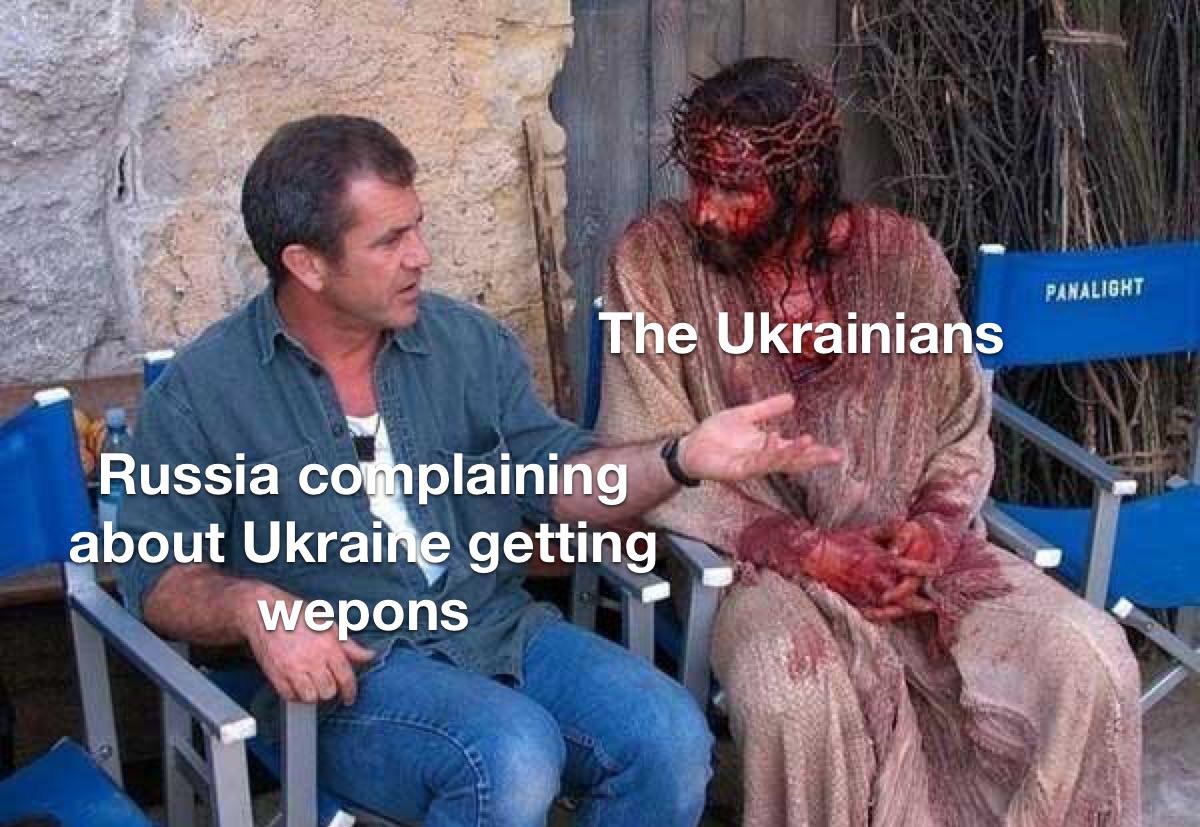 PANALIGHT
The Ukrainians
Russia complaining
about Ukraine getting
wepons